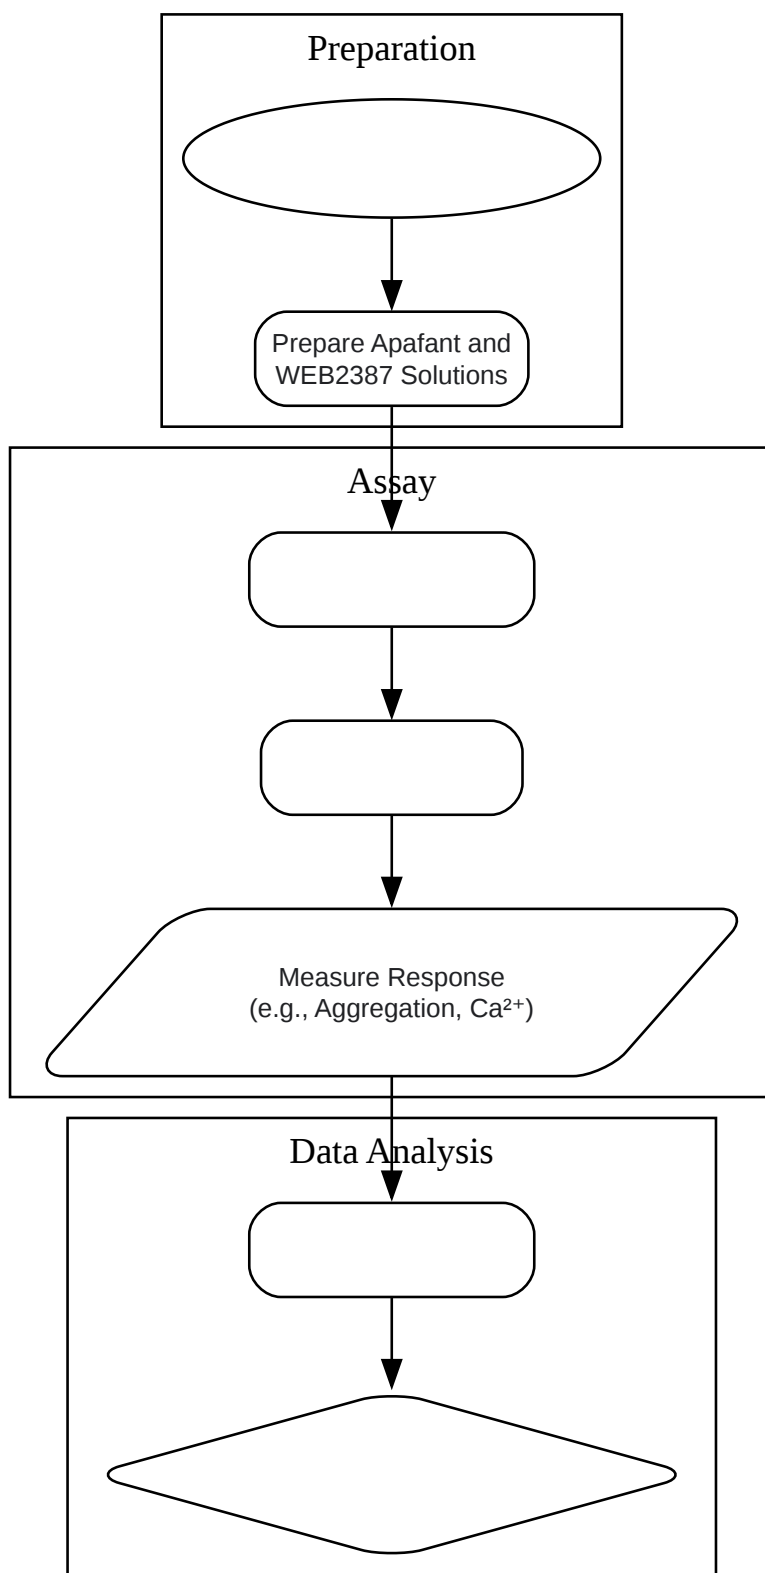 Preparation
Prepare Apafant and
WEB2387 Solutions
Assay
Measure Response
(e.g., Aggregation, Ca²⁺)
Data Analysis